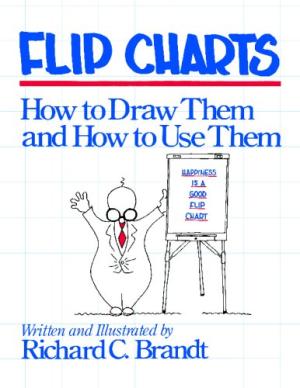 FLIP CHARTS
How to Draw Them
and How to Use Them
HAPPINESS
IS A
GOOD
FLIP
CHART
Written and Illustrated by
Richard C. Brandt